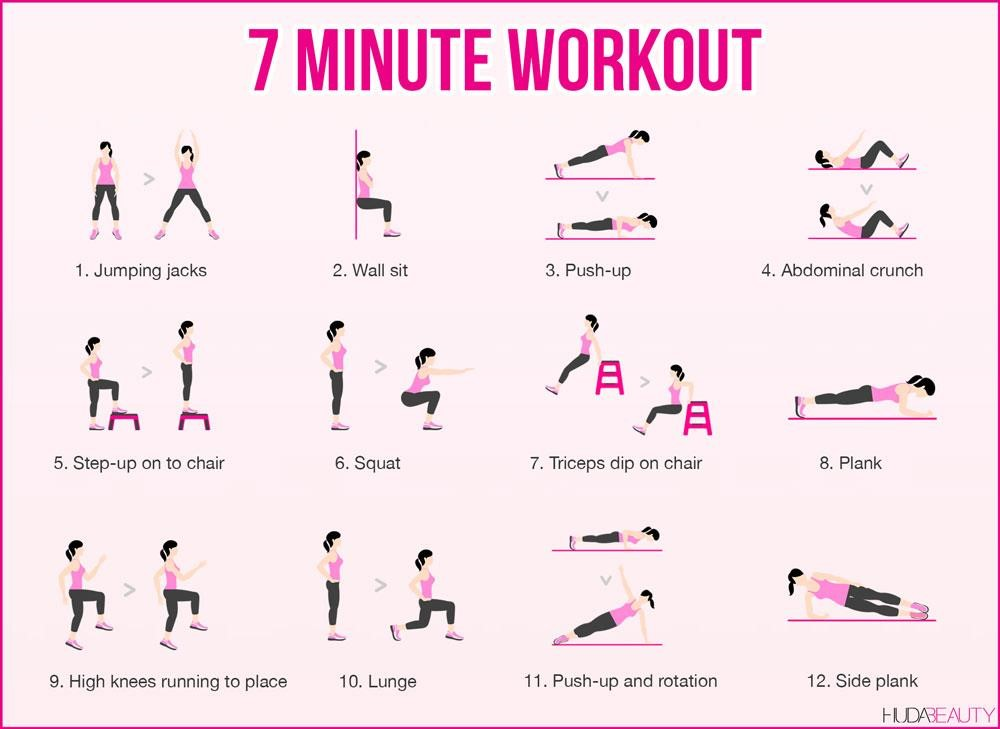 7 MINUTE WORKOUT
1. Jumping jacks
2. Wall sit
3. Push-up
4. Abdominal crunch
5. Step-up on to chair
6. Squat
7. Triceps dip on chair
8. Plank
9. High knees running to place
10. Lunge
11. Push-up and rotation
12. Side plank
HUDABEAUTY